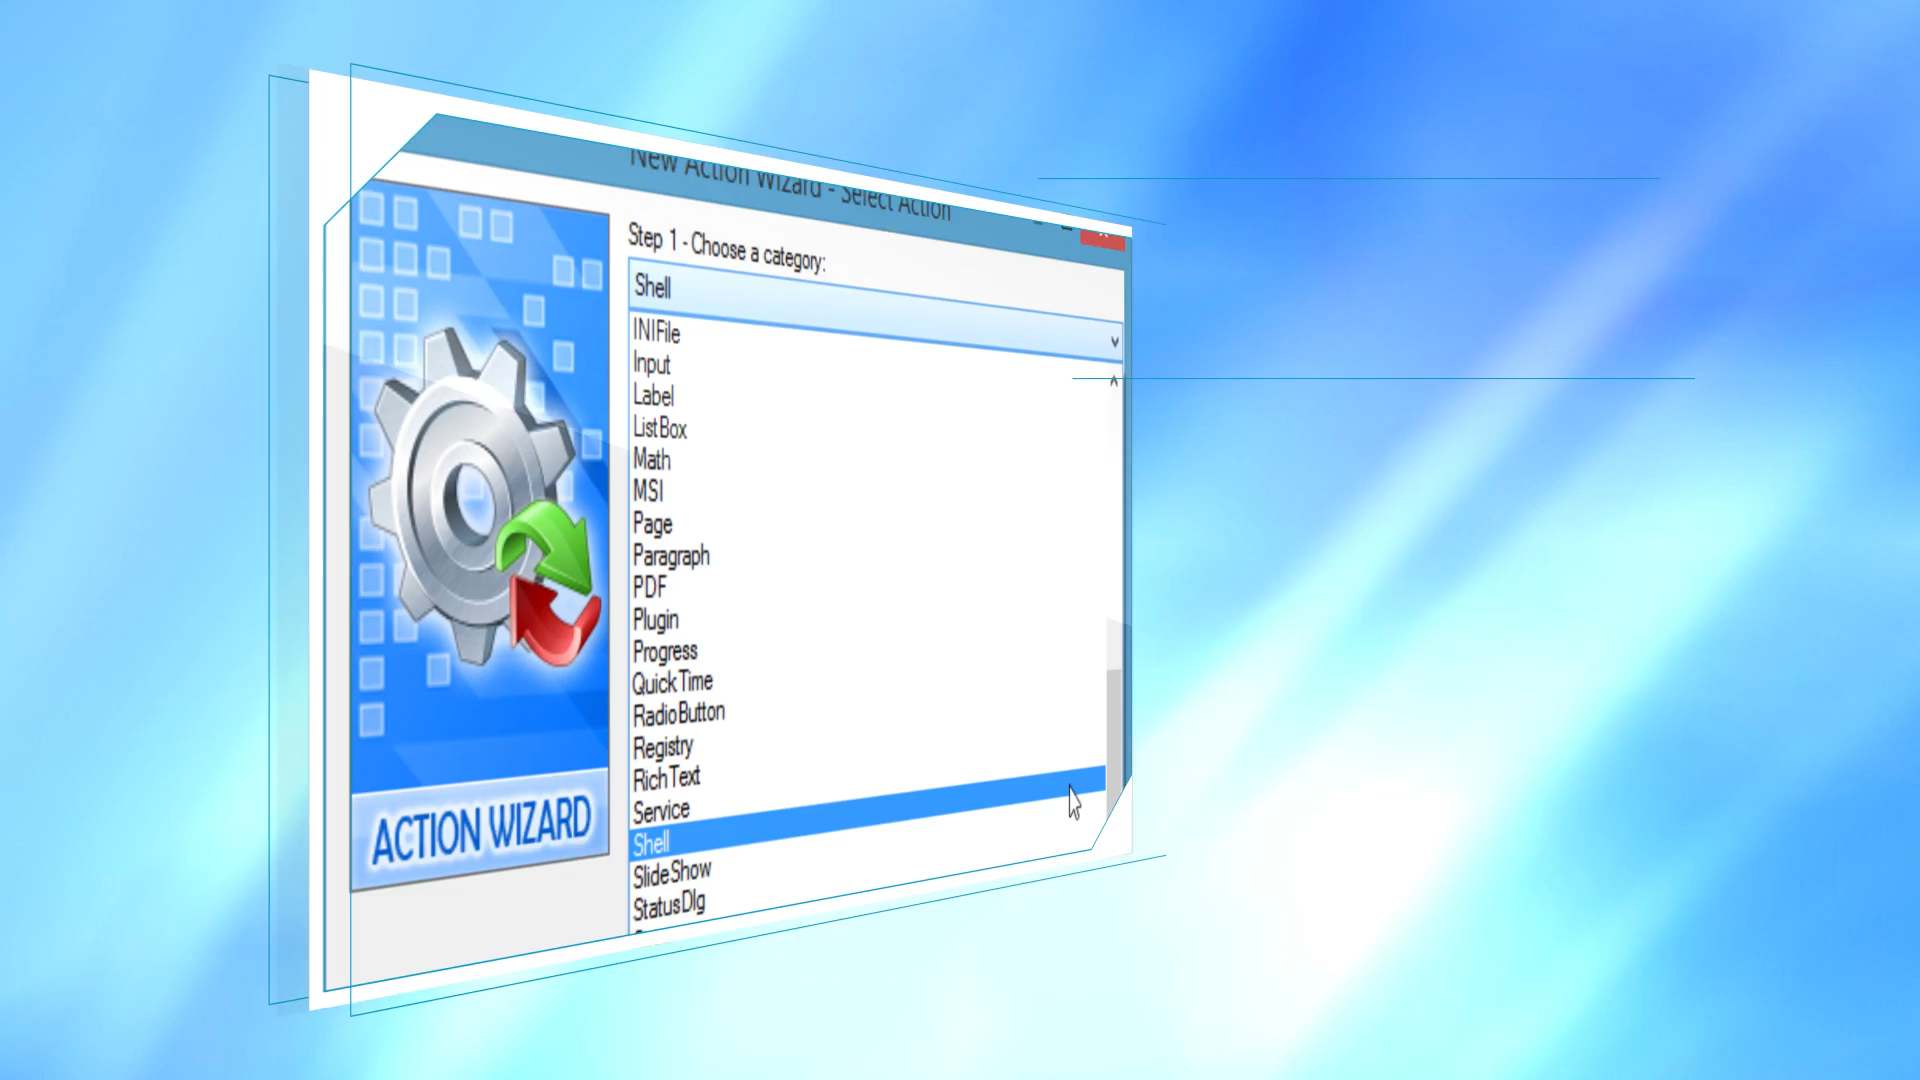 New Action Wizard - Select Action
Step 1 - Choose a category:
Shell
INIFile
Input
Label
ListBox
Math
MSI
Page
Paragraph
PDF
Plugin
Progress
QuickTime
RadioButton
Registry
RichText
Service
Shell
SlideShow
StatusDlg
ACTION WIZARD